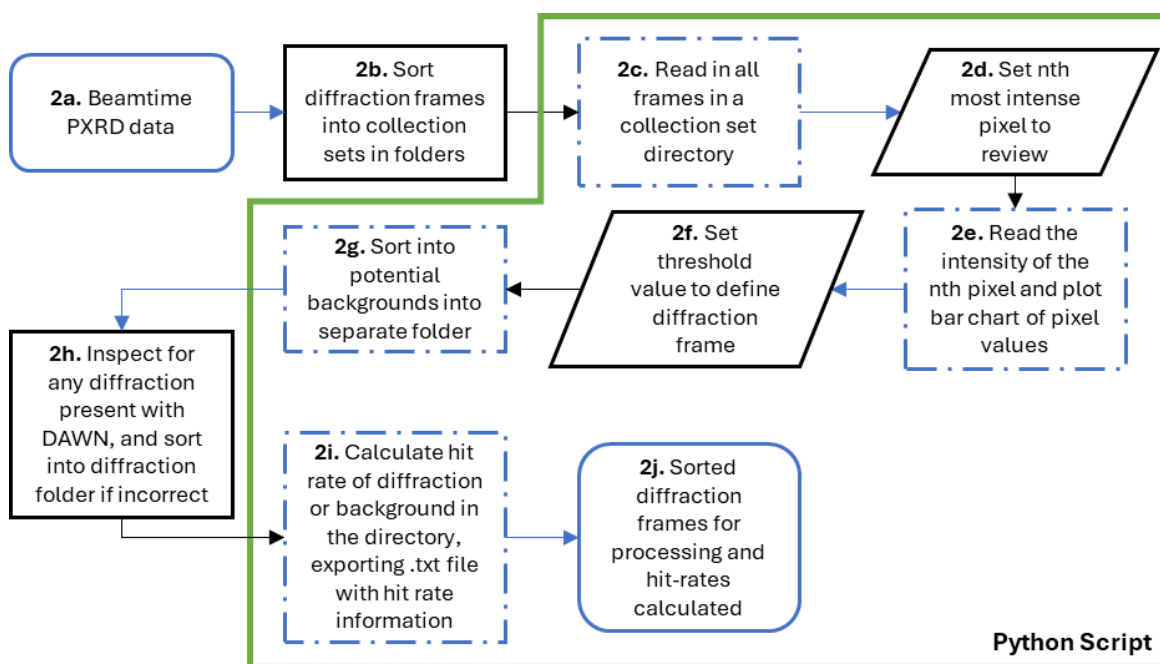 2a. Beamtime
PXRD data
2b. Sort
diffraction frames
into collection
sets in folders
2c. Read in all
frames in a
collection set
directory
2d. Set nth
most intense
pixel to
review
2e. Read the
intensity of the
nth pixel and plot
bar chart of pixel
values
2f. Set
threshold
value to define
diffraction
frame
2g. Sort into
potential
backgrounds into
separate folder
2h. Inspect for
any diffraction
present with
DAWN, and sort
into diffraction
folder if incorrect
2i. Calculate hit
rate of diffraction
or background in
the directory,
exporting .txt file
with hit rate
information
2j. Sorted
diffraction
frames for
processing and
hit-rates
calculated
Python Script